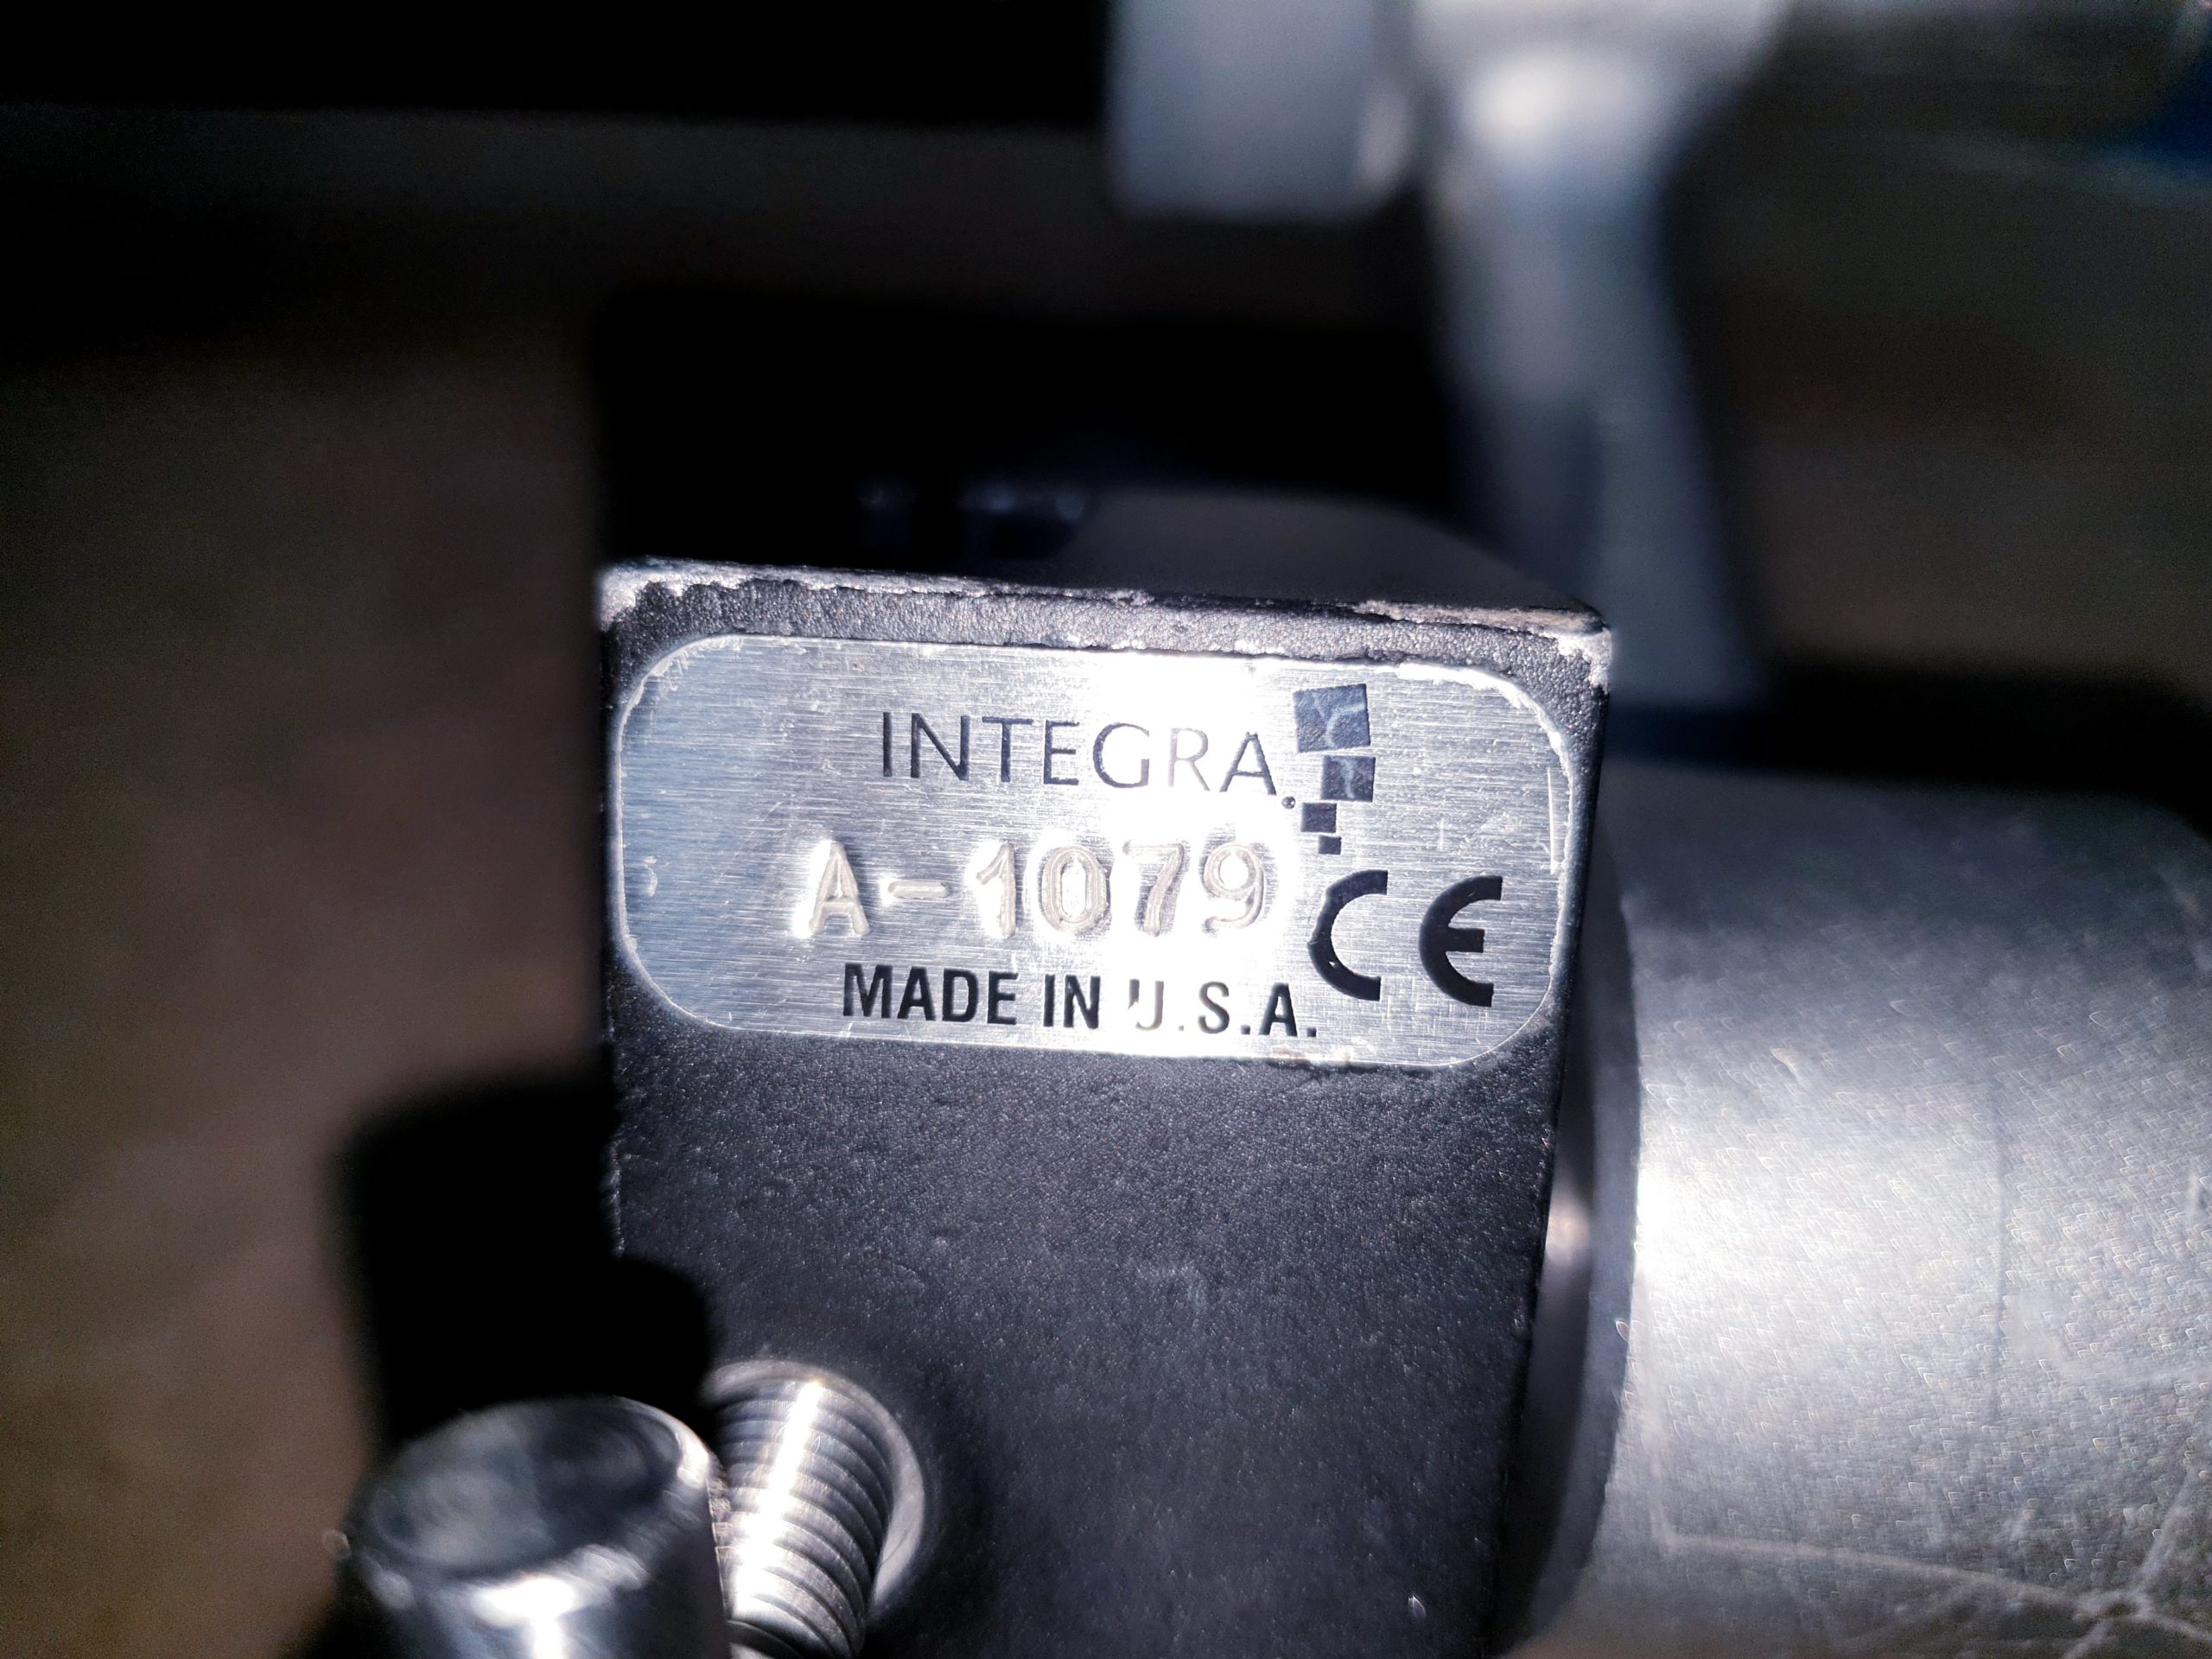 INTEGRA
A-1079
CE
MADE IN U.S.A.